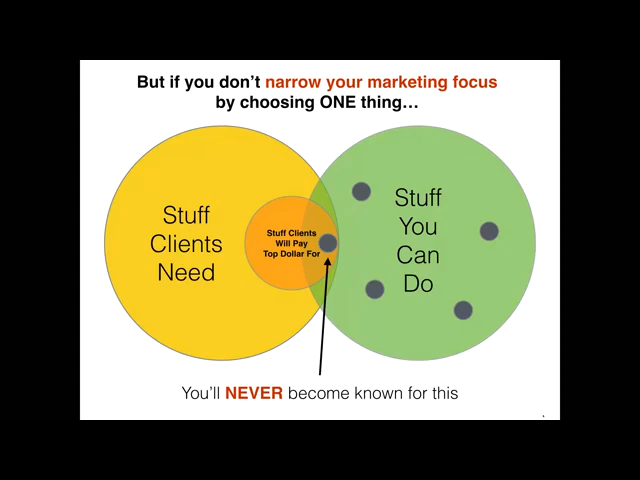 But if you don’t narrow your marketing focus
by choosing ONE thing…
Stuff
Clients
Need
Stuff Clients
Will Pay
Top Dollar For
Stuff
You
Can
Do
You’ll NEVER become known for this